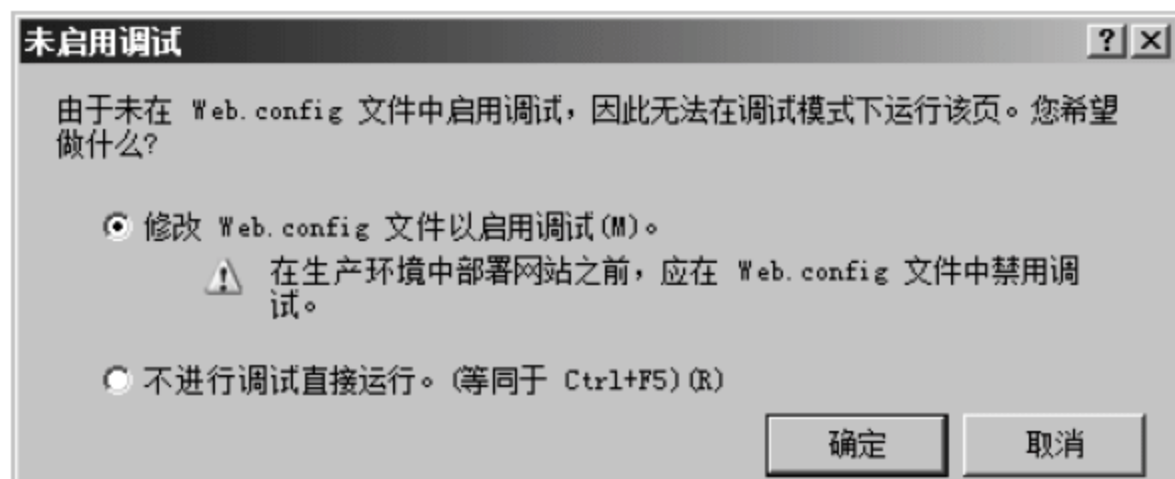 未启用调试
由于未在 Web.config 文件中启用调试，因此无法在调试模式下运行该页。您希望
做什么?
修改 Web.config 文件以启用调试(M)。
在生产环境中部署网站之前，应在 Web.config 文件中禁用调
试。
不进行调试直接运行。(等同于 Ctrl+F5)(R)
确定 取消